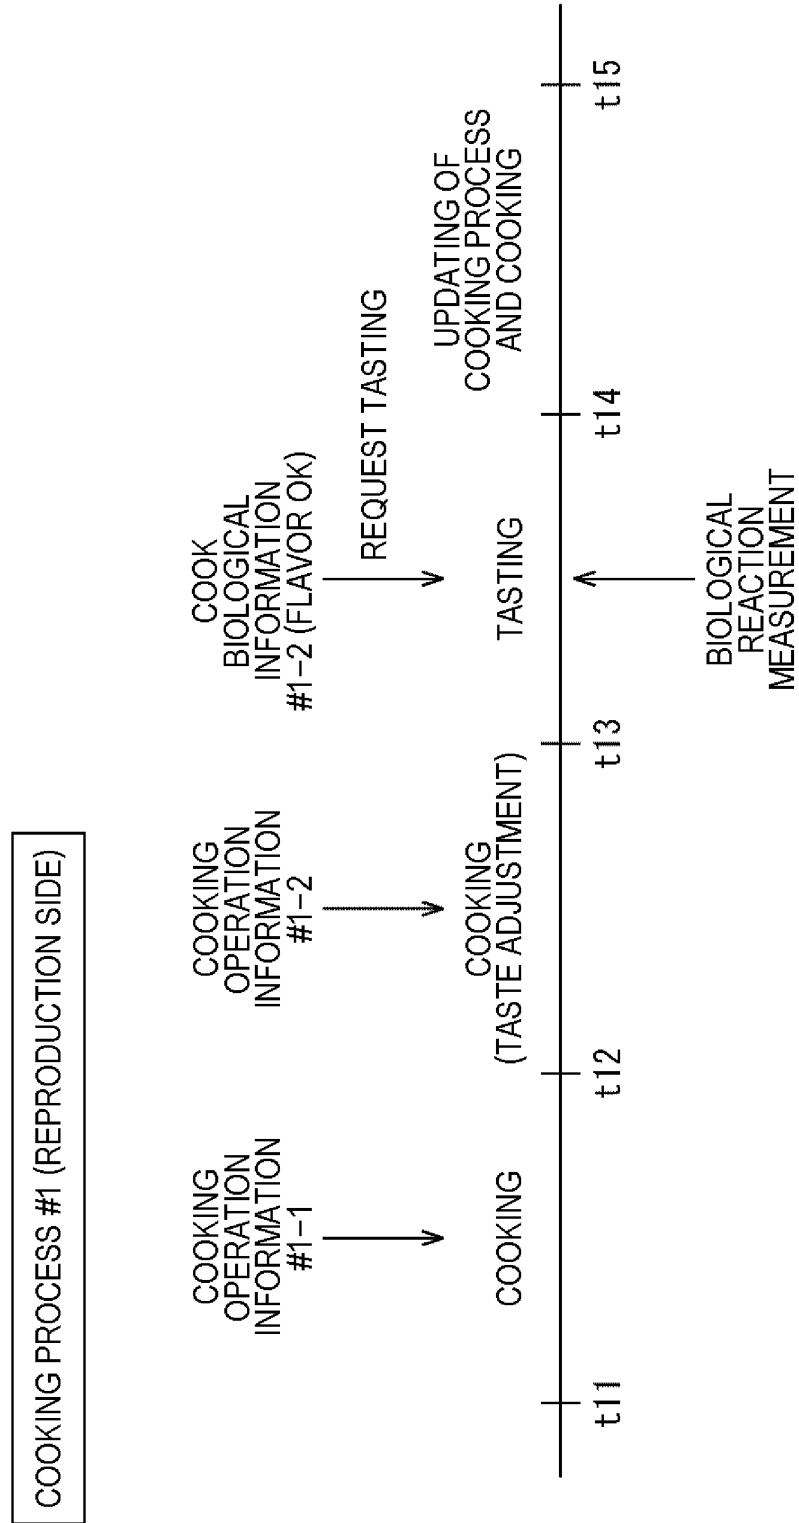 COOKING PROCESS #1 (REPRODUCTION SIDE)
COOKING
OPERATION
INFORMATION
#1-1
COOKING
OPERATION
INFORMATION
#1-2
COOK
BIOLOGICAL
INFORMATION
#1-2 (FLAVOR OK)
REQUEST TASTING
COOKING
COOKING
(TASTE ADJUSTMENT)
TASTING
UPDATING OF
COOKING PROCESS
AND COOKING
t11
t12
t13
t14
t15
BIOLOGICAL
REACTION
MEASUREMENT